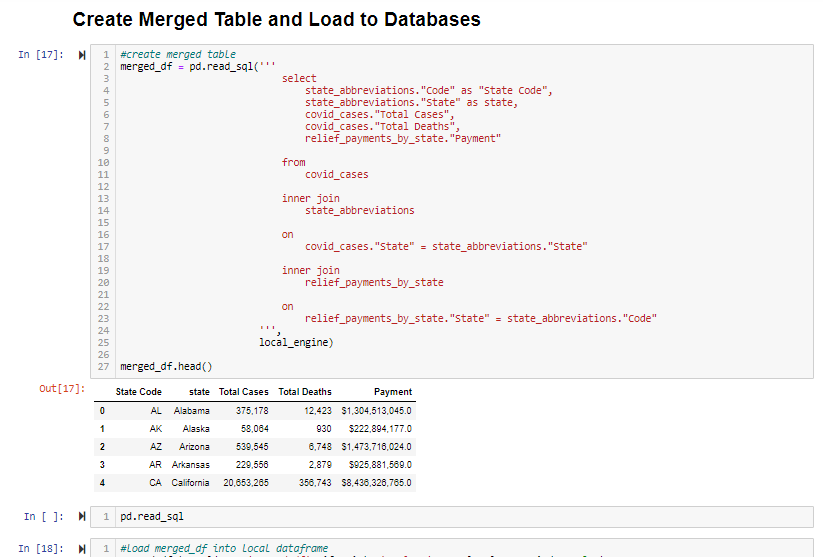 Create Merged Table and Load to Databases
In [17]:
1 #create merged table
2 merged_df = pd.read_sql('''
3 select
4 state_abbreviations."Code" as "State Code",
5 state_abbreviations."State" as state,
6 covid_cases."Total Cases",
7 covid_cases."Total Deaths",
8 relief_payments_by_state."Payment"
9
10 from
11 covid_cases
12
13 inner join
14 state_abbreviations
15
16 on
17 covid_cases."State" = state_abbreviations."State"
18
19 inner join
20 relief_payments_by_state
21
22 on
23 relief_payments_by_state."State" = state_abbreviations."Code"
24 ''',
25 local_engine)
26
27 merged_df.head()
Out[17]:
State Code state Total Cases Total Deaths Payment
0 AL Alabama 375,178 12,423 $1,304,513,045.0
1 AK Alaska 58,064 930 $222,894,177.0
2 AZ Arizona 539,545 6,748 $1,473,716,024.0
3 AR Arkansas 229,556 2,879 $925,881,569.0
4 CA California 20,653,265 356,743 $8,436,326,765.0
In [ ]: 1 pd.read_sql
In [18]: 1 #load merged_df into local dataframe